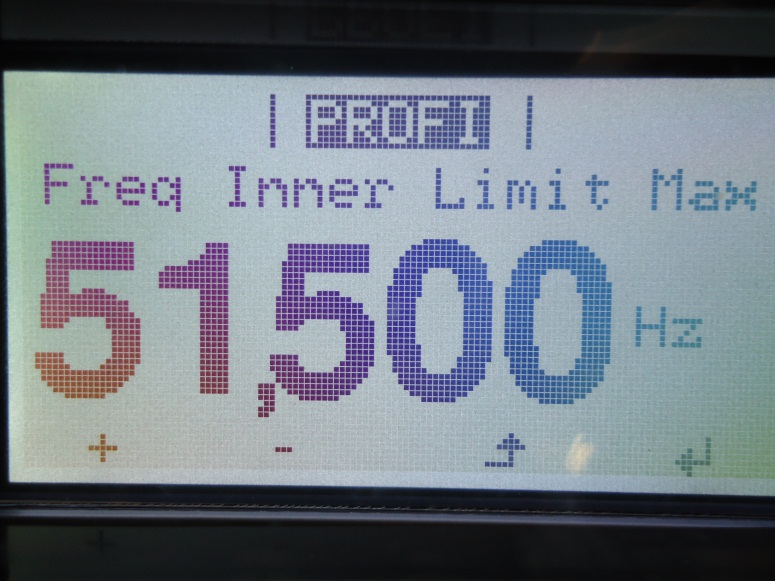 | PROFI |
Freq Inner Limit Max
51,500 Hz
+ - ⮥ ↵